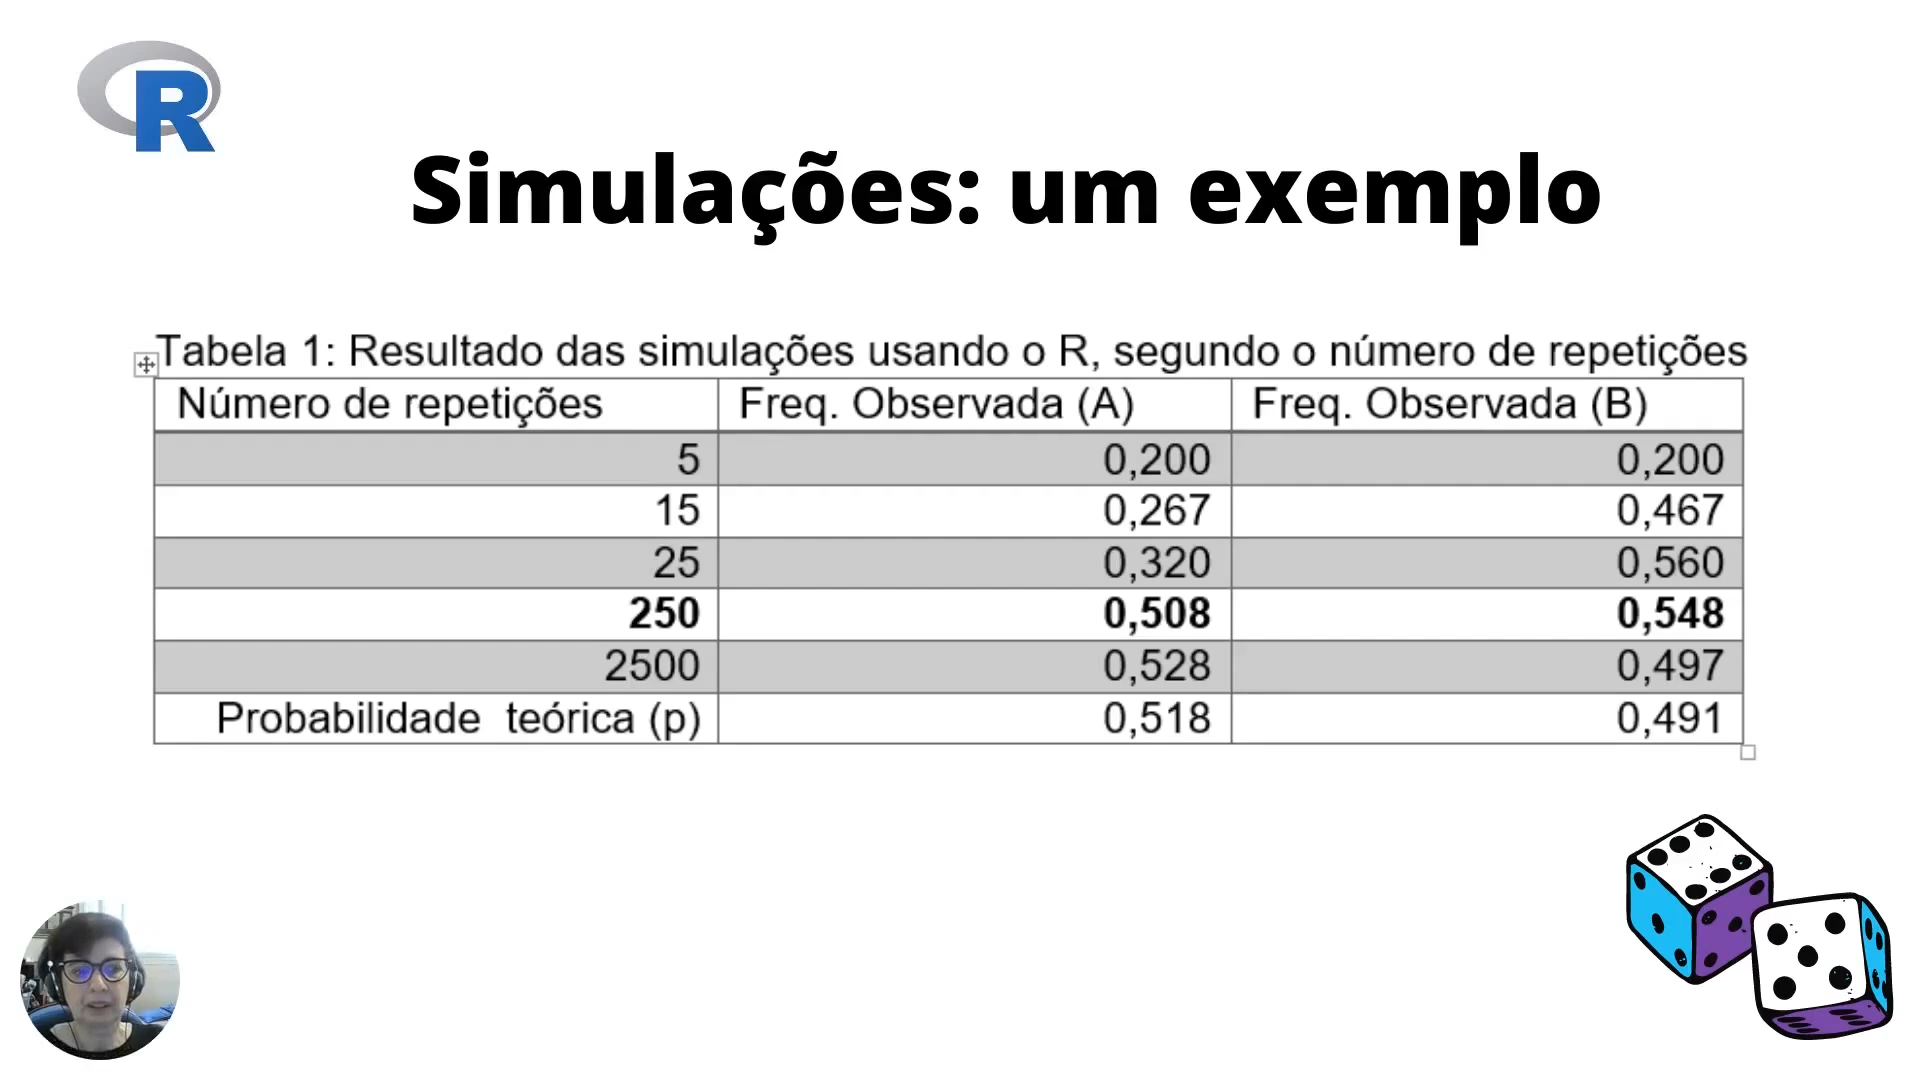 R
Simulações: um exemplo
Tabela 1: Resultado das simulações usando o R, segundo o número de repetições
Número de repetições Freq. Observada (A) Freq. Observada (B)
5 0,200 0,200
15 0,267 0,467
25 0,320 0,560
250 0,508 0,548
2500 0,528 0,497
Probabilidade teórica (p) 0,518 0,491